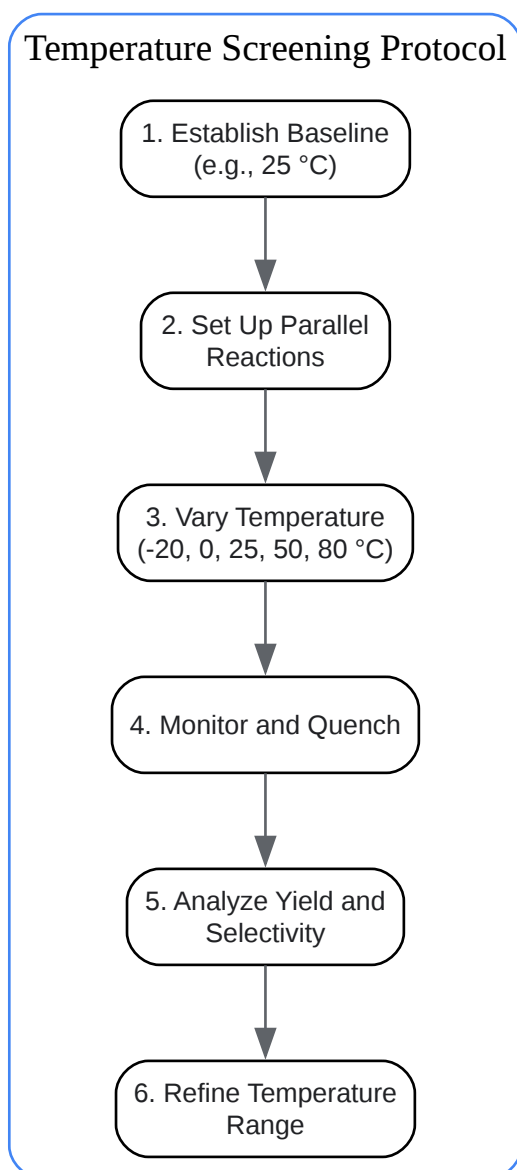 Temperature Screening Protocol
1. Establish Baseline
(e.g., 25 °C)
2. Set Up Parallel
Reactions
3. Vary Temperature
(-20, 0, 25, 50, 80 °C)
4. Monitor and Quench
5. Analyze Yield and
Selectivity
6. Refine Temperature
Range